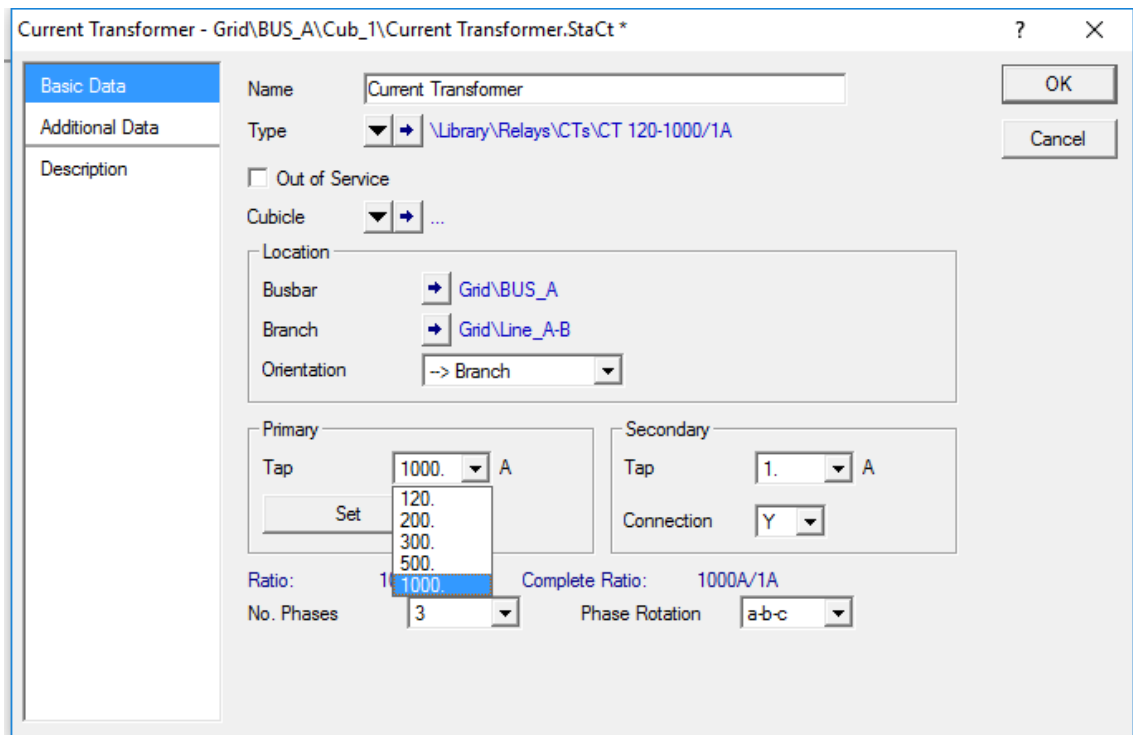 Current Transformer - Grid\BUS_A\Cub_1\Current Transformer.StaCt * ?
Basic Data
Additional Data
Description
Name Current Transformer
Type \Library\Relays\CTs\CT 120-1000/1A
Out of Service
Cubicle ...
Location
Busbar Grid\BUS_A
Branch Grid\Line_A-B
Orientation --> Branch
Primary
Tap 1000. A
120.
200.
300.
500.
1000.
Set
Secondary
Tap 1. A
Connection Y
Ratio: Complete Ratio: 1000A/1A
No. Phases 3 Phase Rotation a-b-c
OK
Cancel